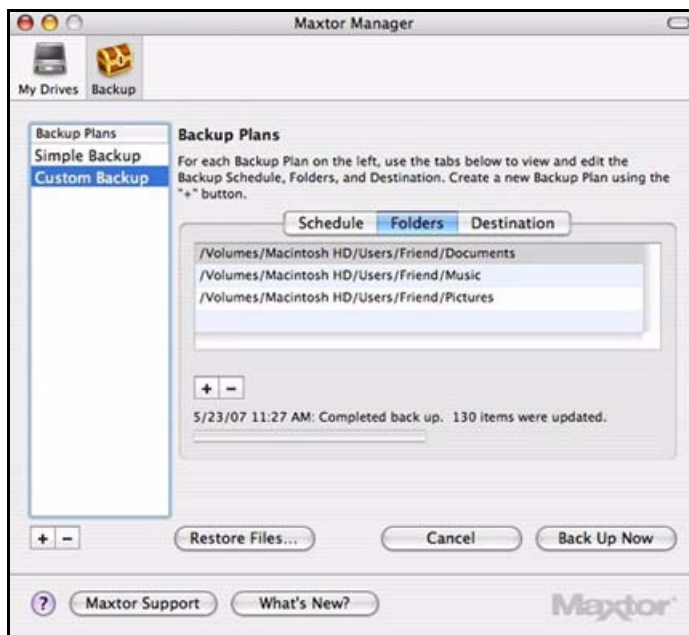 Maxtor Manager
My Drives Backup
Backup Plans
Simple Backup
Custom Backup
Backup Plans
For each Backup Plan on the left, use the tabs below to view and edit the
Backup Schedule, Folders, and Destination. Create a new Backup Plan using the
"+" button.
Schedule Folders Destination
/Volumes/Macintosh HD/Users/Friend/Documents
/Volumes/Macintosh HD/Users/Friend/Music
/Volumes/Macintosh HD/Users/Friend/Pictures
+ −
5/23/07 11:27 AM: Completed back up. 130 items were updated.
+ −
Restore Files... Cancel Back Up Now
? Maxtor Support What's New? Maxtor